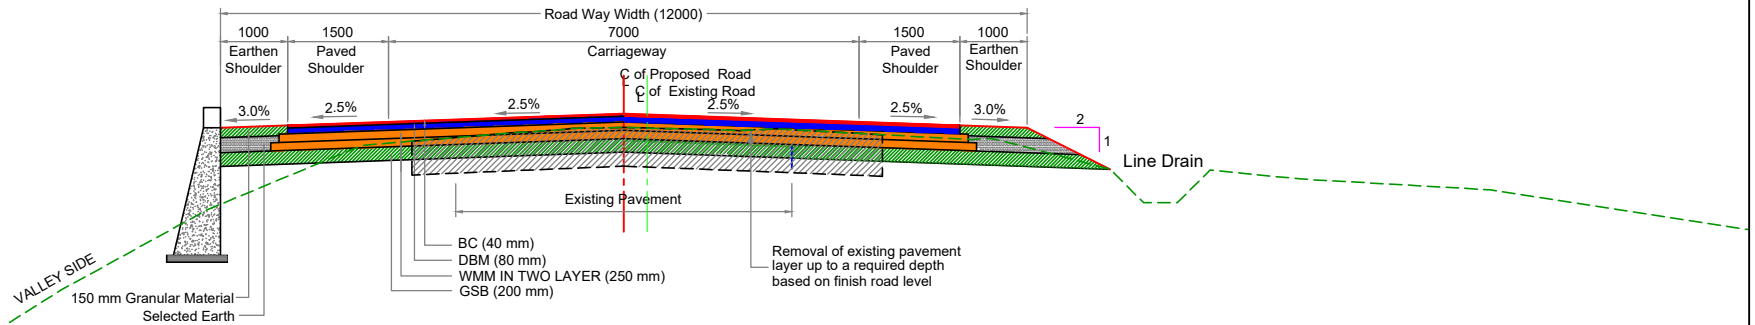 Road Way Width (12000)
1000
1500
7000
1500
1000
Earthen
Shoulder
Paved
Shoulder
Carriageway
Paved
Shoulder
Earthen
Shoulder
C of Proposed Road
L
C of Existing Road
L
3.0%
2.5%
2.5%
2.5%
2.5%
3.0%
2
1
Line Drain
Existing Pavement
BC (40 mm)
DBM (80 mm)
WMM IN TWO LAYER (250 mm)
GSB (200 mm)
Removal of existing pavement
layer up to a required depth
based on finish road level
VALLEY SIDE
150 mm Granular Material
Selected Earth